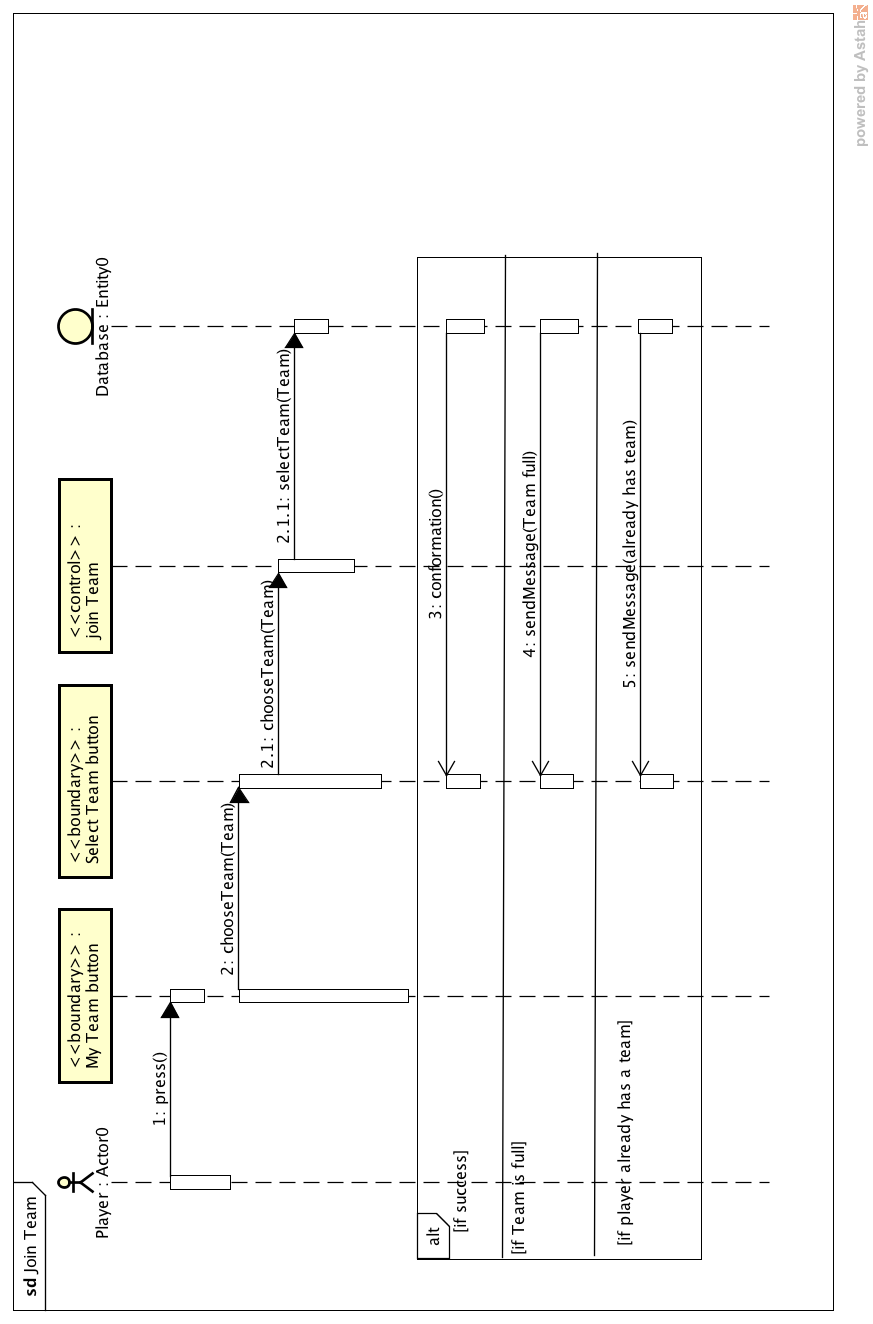 sd Join Team
Player : Actor0
<<boundary>> :
My Team button
<<boundary>> :
Select Team button
<<control>> :
join Team
Database : Entity0
1: press()
2: chooseTeam(Team)
2.1: chooseTeam(Team)
2.1.1: selectTeam(Team)
alt
[if success]
3: conformation()
[if Team is full]
4: sendMessage(Team full)
[if player already has a team]
5: sendMessage(already has team)
powered by Astah